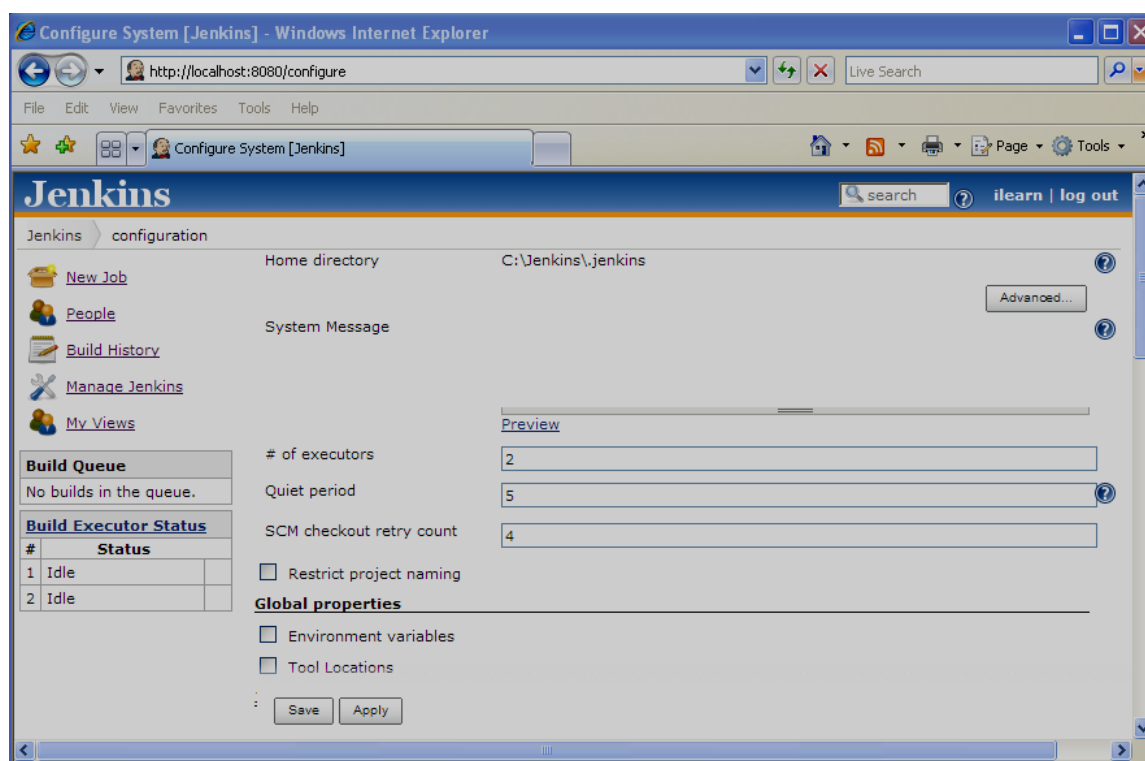 Configure System [Jenkins] - Windows Internet Explorer
http://localhost:8080/configure
Live Search
File Edit View Favorites Tools Help
Configure System [Jenkins]
Page
Tools
Jenkins
search
ilearn | log out
Jenkins
configuration
New Job
People
Build History
Manage Jenkins
My Views
Build Queue
No builds in the queue.
Build Executor Status
# Status
1 Idle
2 Idle
Home directory C:\Jenkins\.jenkins
Advanced...
System Message
Preview
# of executors 2
Quiet period 5
SCM checkout retry count 4
Restrict project naming
Global properties
Environment variables
Tool Locations
Save Apply